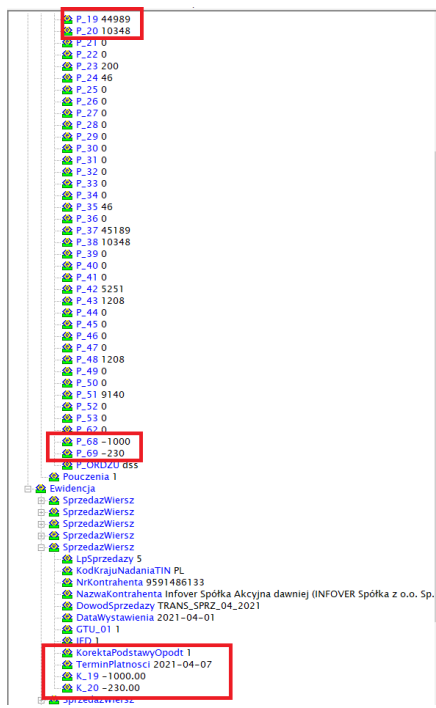 P_19 44989
P_20 10348
P_21 0
P_22 0
P_23 200
P_24 46
P_25 0
P_26 0
P_27 0
P_28 0
P_29 0
P_30 0
P_31 0
P_32 0
P_33 0
P_34 0
P_35 46
P_36 0
P_37 45189
P_38 10348
P_39 0
P_40 0
P_41 0
P_42 5251
P_43 1208
P_44 0
P_45 0
P_46 0
P_47 0
P_48 1208
P_49 0
P_50 0
P_51 9140
P_52 0
P_53 0
P_62 0
P_68 -1000
P_69 -230
P_ORDZU dss
Pouczenia 1
Ewidencja
SprzedazWiersz
SprzedazWiersz
SprzedazWiersz
SprzedazWiersz
SprzedazWiersz
LpSprzedazy 5
KodKrajuNadaniaTIN PL
NrKontrahenta 9591486133
NazwaKontrahenta Infover Spółka Akcyjna dawniej (INFOVER Spółka z o.o. Sp.
DowodSprzedazy TRANS_SPRZ_04_2021
DataWystawienia 2021-04-01
GTU_01 1
IED 1
KorektaPodstawyOpodt 1
TerminPlatnosci 2021-04-07
K_19 -1000.00
K_20 -230.00
SprzedazWiersz